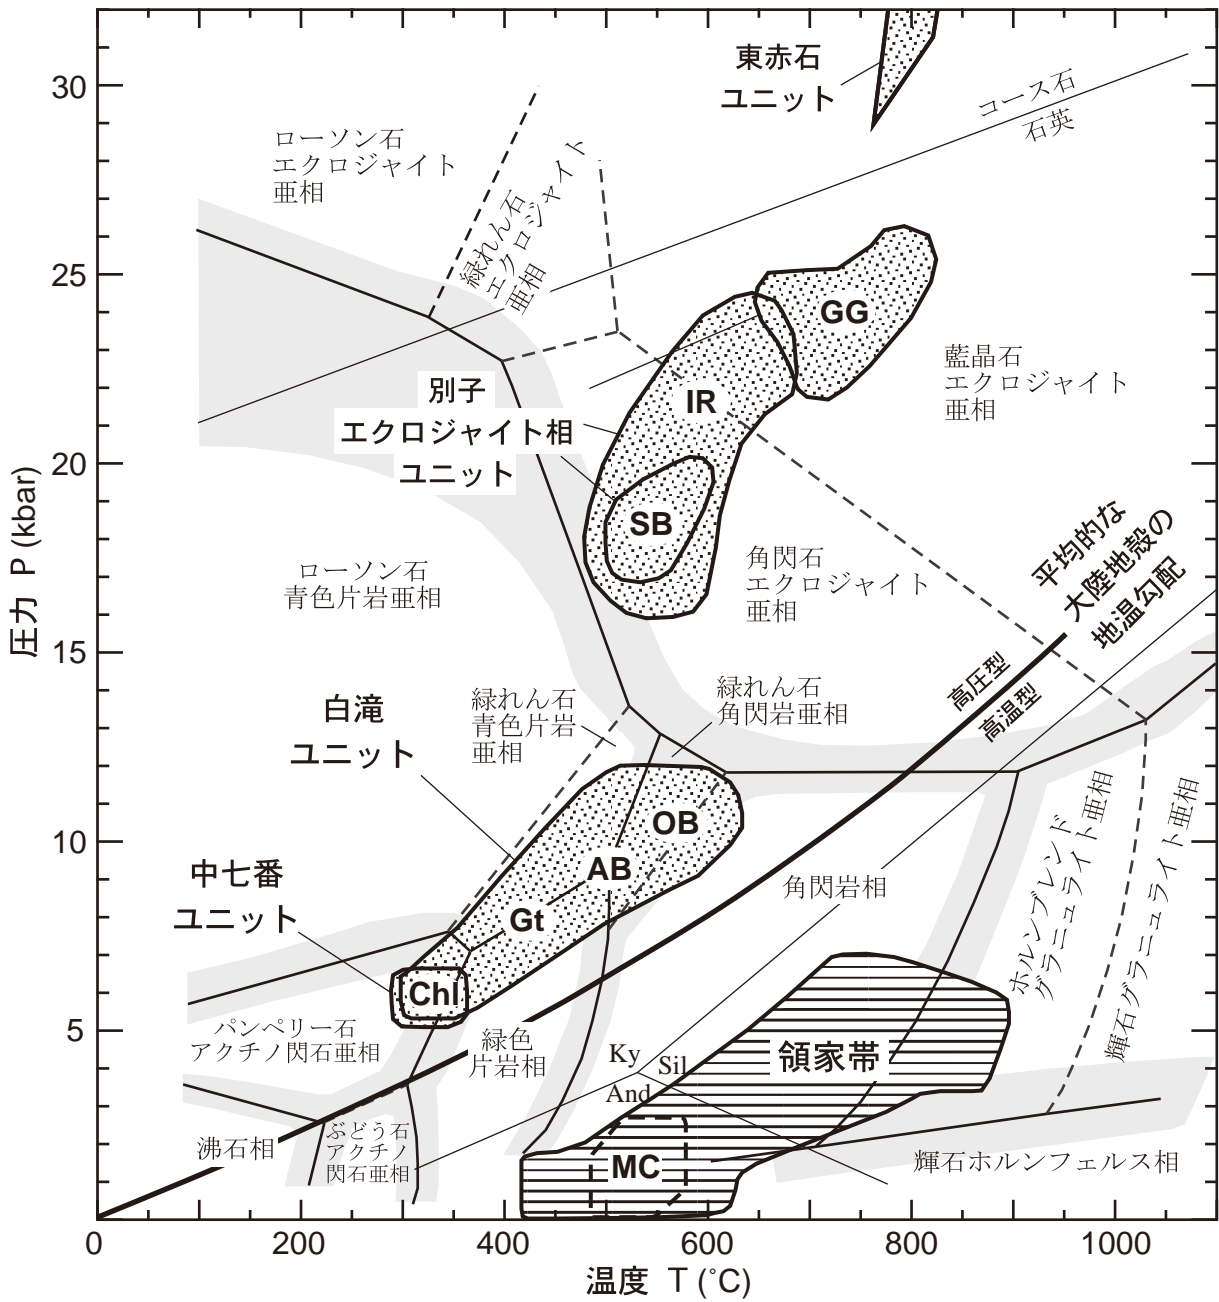 東赤石
ユニット
コース石
石英
ローソン石
エクロジャイト
亜相
緑れん石
エクロジャイト
亜相
GG
藍晶石
エクロジャイト
亜相
別子
エクロジャイト相
ユニット
IR
SB
平均的な
大陸地殻の
地温勾配
ローソン石
青色片岩亜相
角閃石
エクロジャイト
亜相
高圧型
高温型
白滝
ユニット
緑れん石
青色片岩
亜相
緑れん石
角閃岩亜相
OB
AB
Gt
Chl
中七番
ユニット
角閃岩相
ホルンブレンド
グラニュライト亜相
輝石グラニュライト亜相
パンペリー石
アクチノ閃石亜相
緑色
片岩相
Ky
Sil
And
領家帯
沸石相
ぶどう石
アクチノ
閃石亜相
MC
輝石ホルンフェルス相
30
25
20
15
10
5
圧力 P (kbar)
0
200
400
600
800
1000
温度 T (°C)